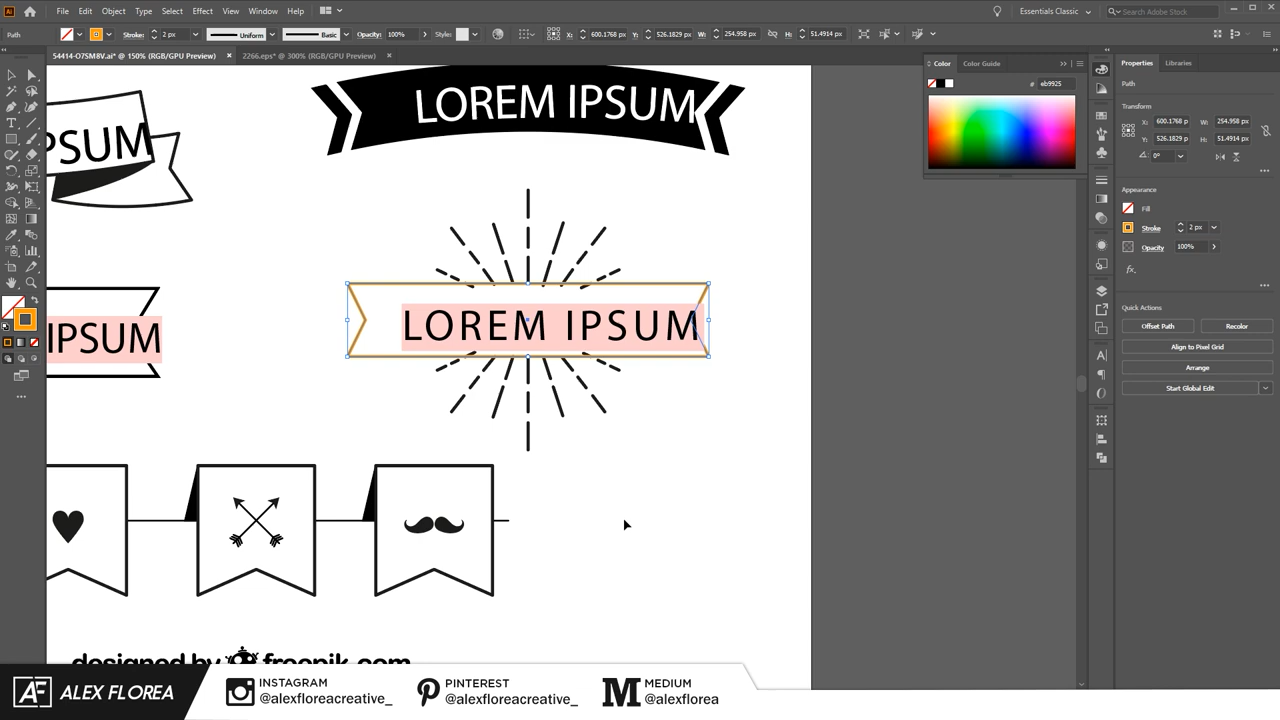 Ai File Edit Object Type Select Effect View Window Help Essentials Classic Search Adobe Stock
Path Stroke: 2 px Uniform Basic Opacity: 100% Style: X: 600.1768 p Y: 526.1829 p W: 254.958 px H: 51.4914 px
54414-O7SM8V.ai* @ 150% (RGB/GPU Preview) × 2266.eps* @ 300% (RGB/GPU Preview) ×
Color Color Guide
# eb9925
Properties Libraries
Path
Transform
X: 600.1768 p W: 254.958 px
Y: 526.1829 p H: 51.4914 px
0°
Appearance
Fill
Stroke 2 px
Opacity 100%
fx.
Quick Actions
Offset Path Recolor
Align to Pixel Grid
Arrange
Start Global Edit
LOREM IPSUM
PSUM
LOREM IPSUM
IPSUM
designed by freepik.com
AF ALEX FLOREA
INSTAGRAM
@alexfloreacreative_
PINTEREST
@alexfloreacreative_
MEDIUM
@alexflorea